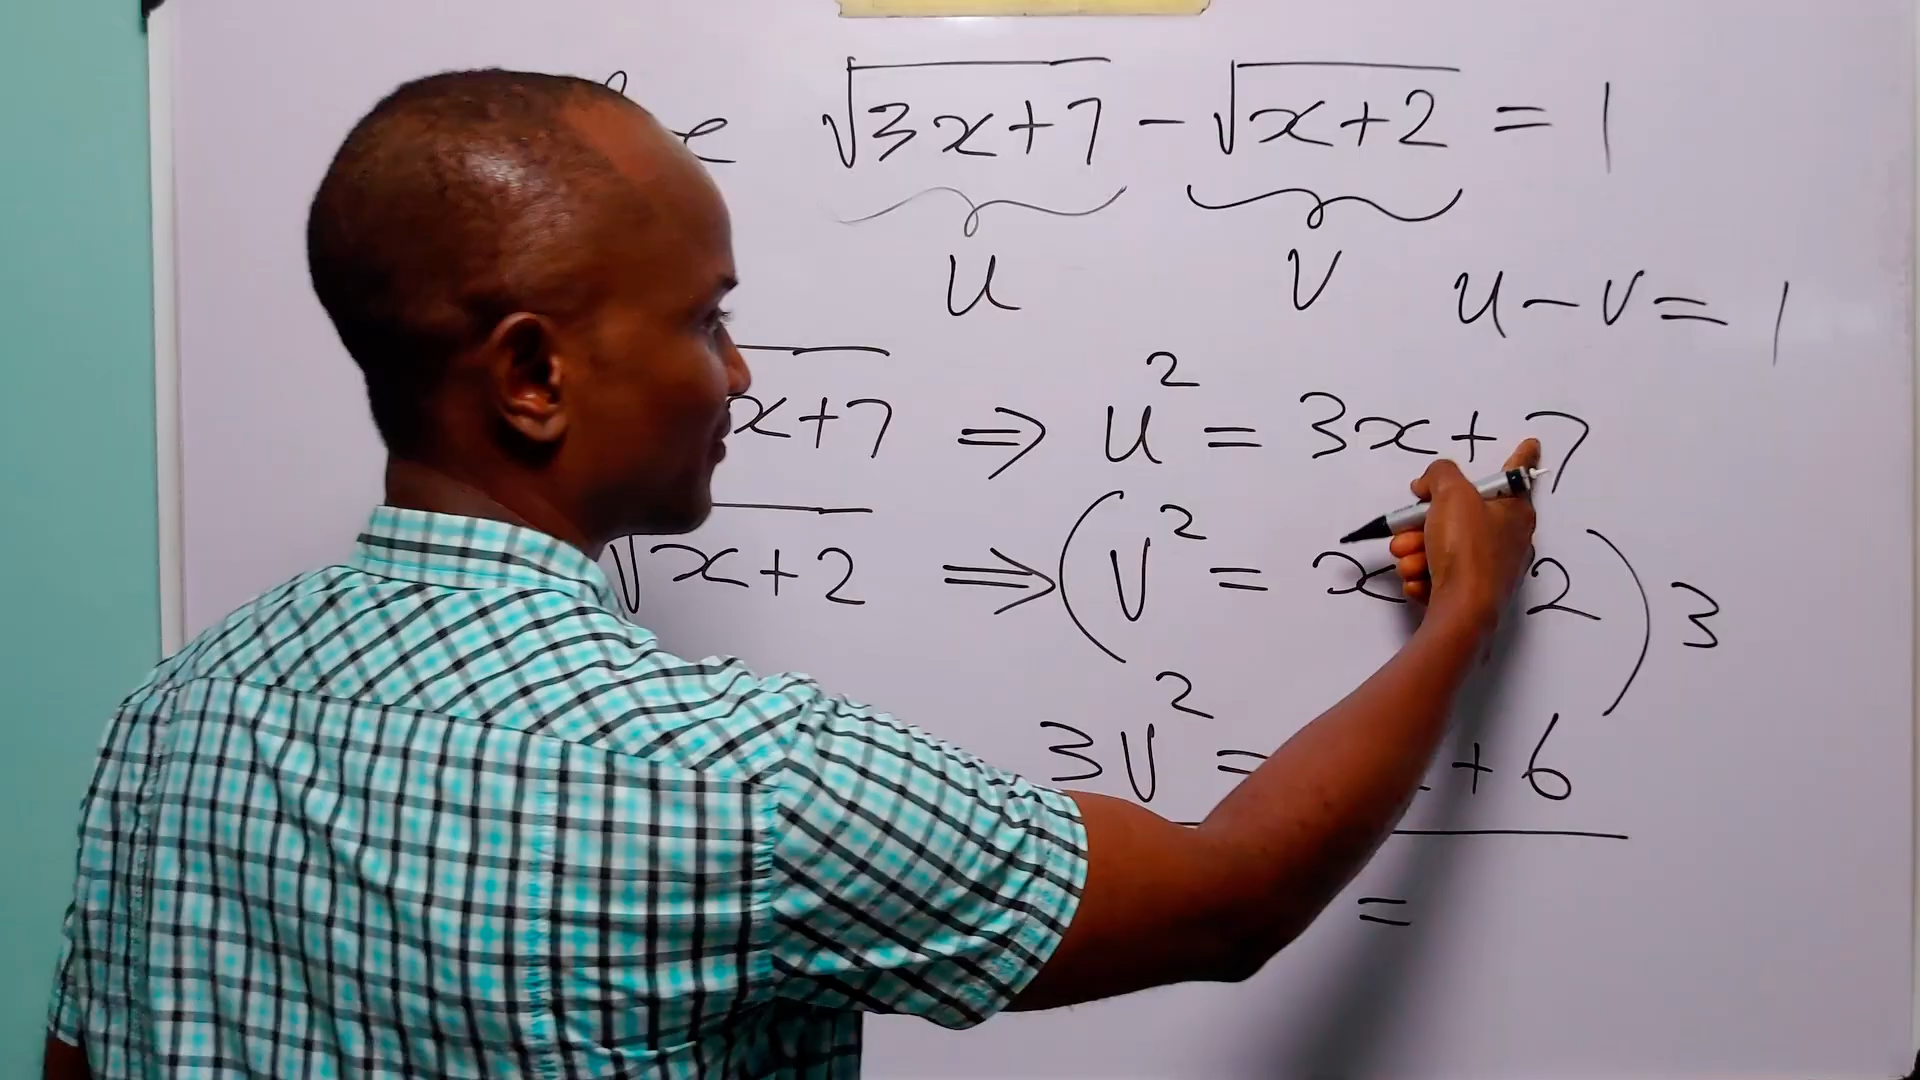 √3x+7 - √x+2 = 1
u v u - v = 1
x+7 ⇒ u² = 3x+7
√x+2 ⇒ (v² = x 2)3
3v² = + 6
=